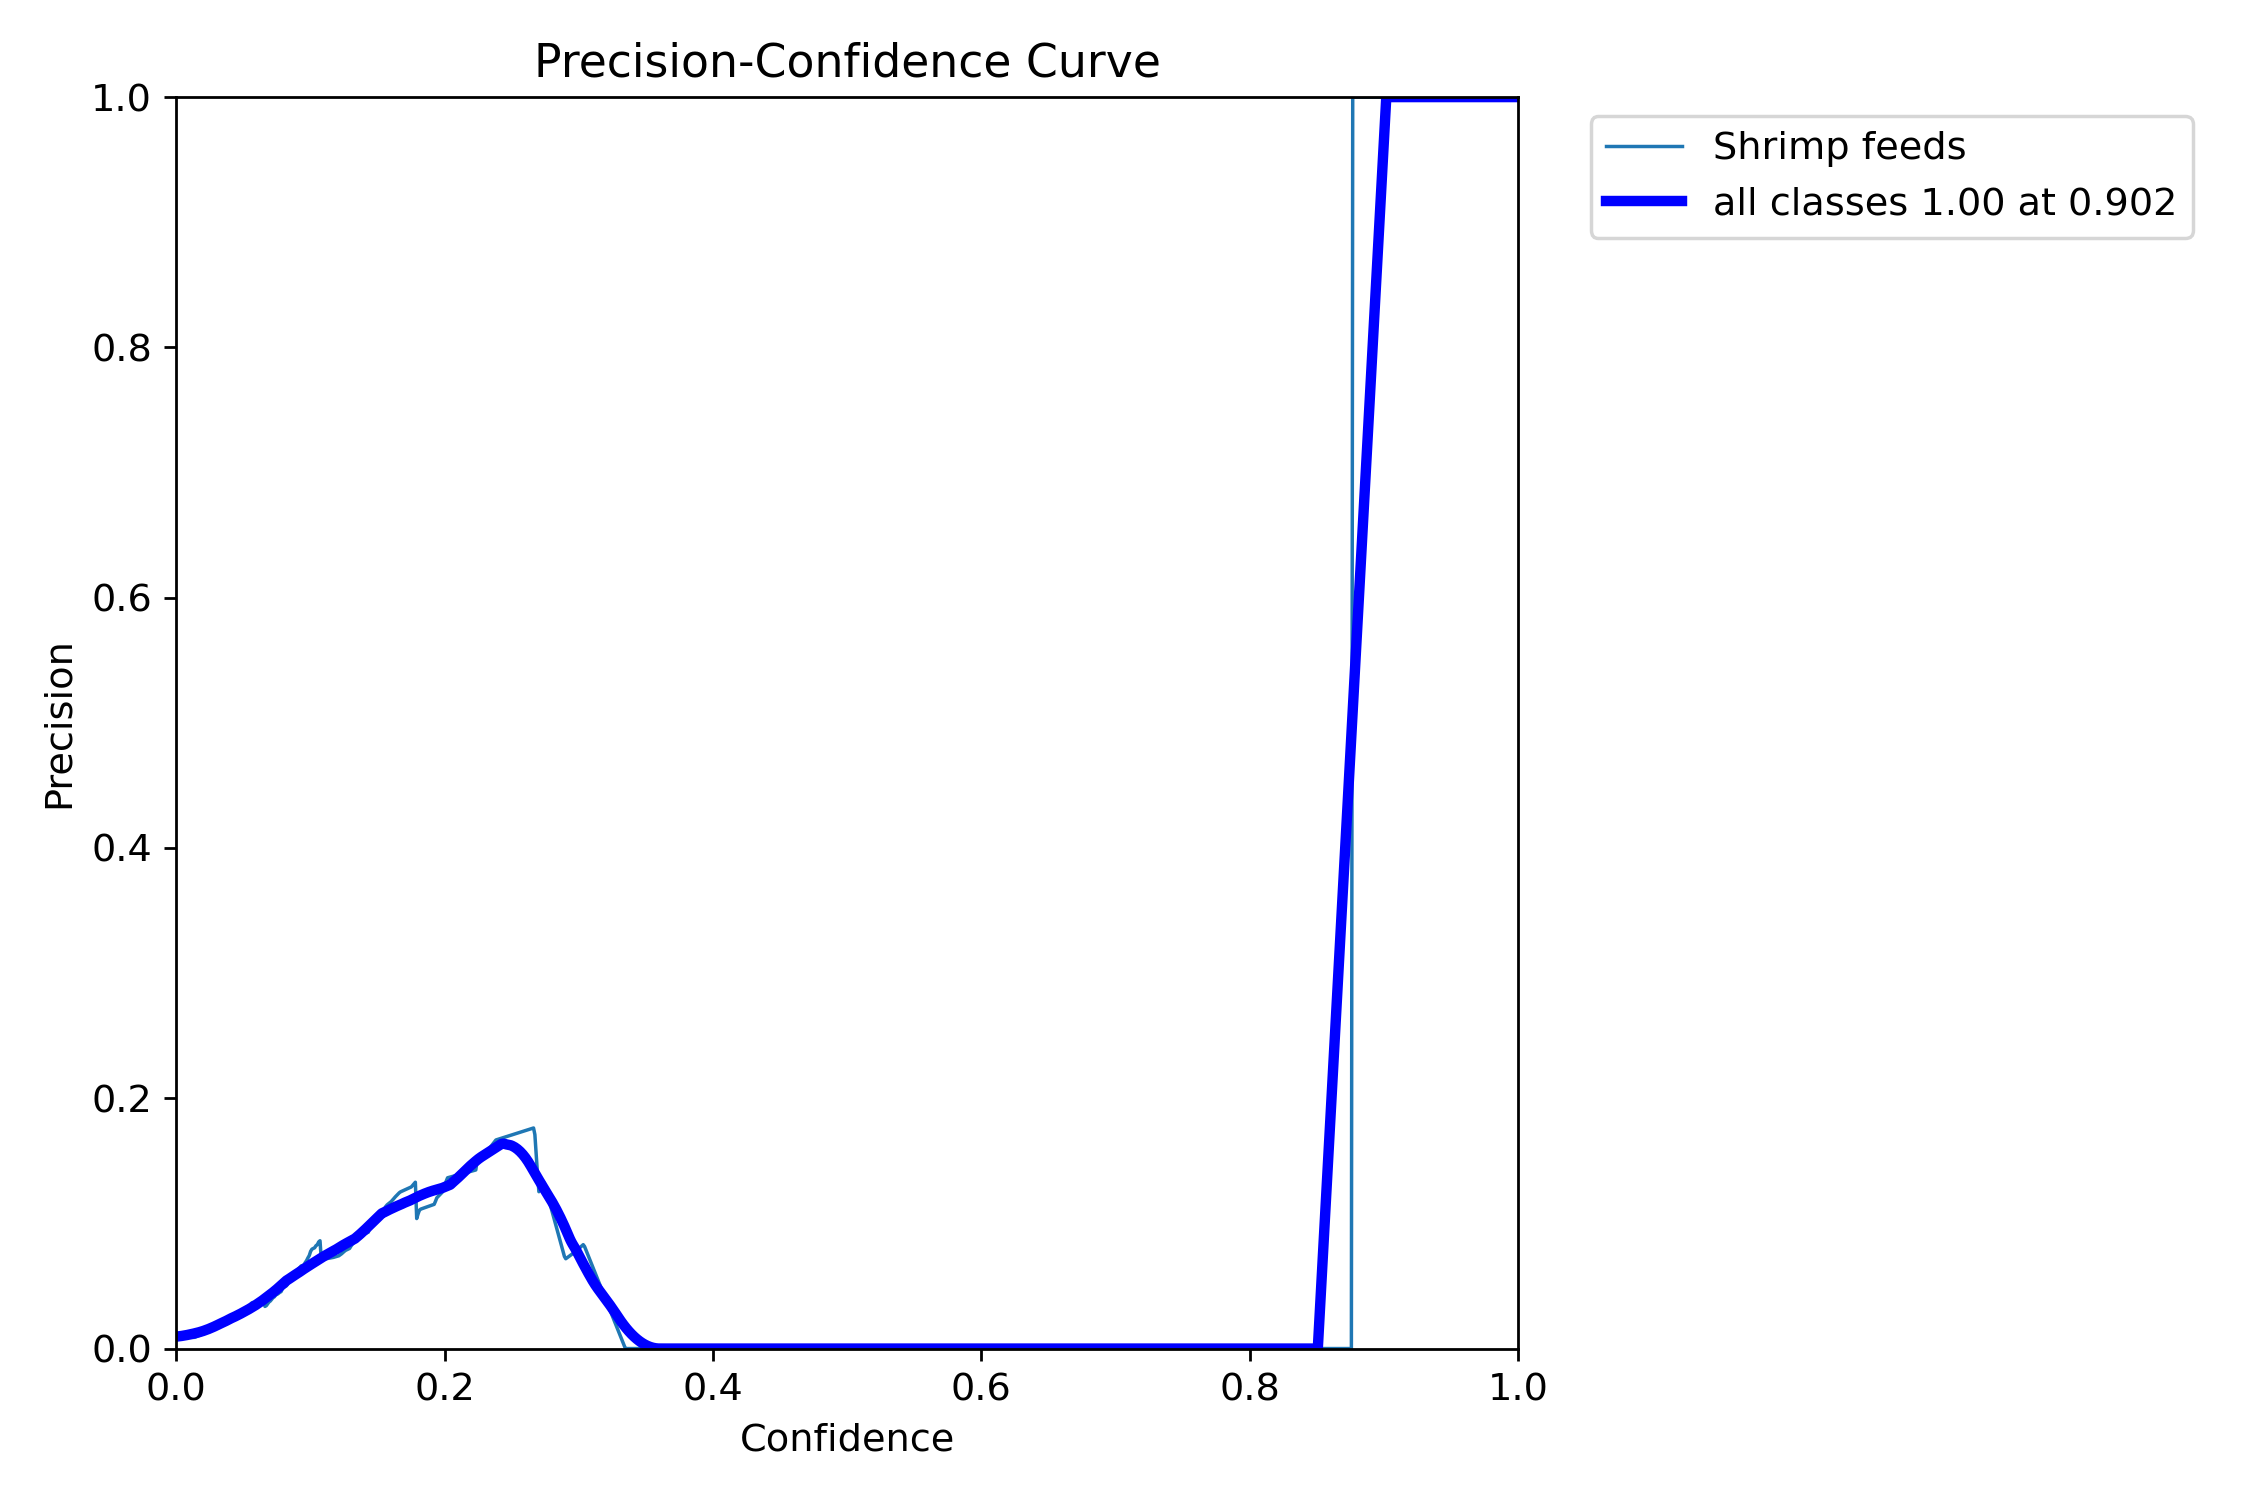 Precision-Confidence Curve
1.0
0.8
0.6
0.4
0.2
0.0
Precision
0.0 0.2 0.4 0.6 0.8 1.0
Confidence
Shrimp feeds
all classes 1.00 at 0.902